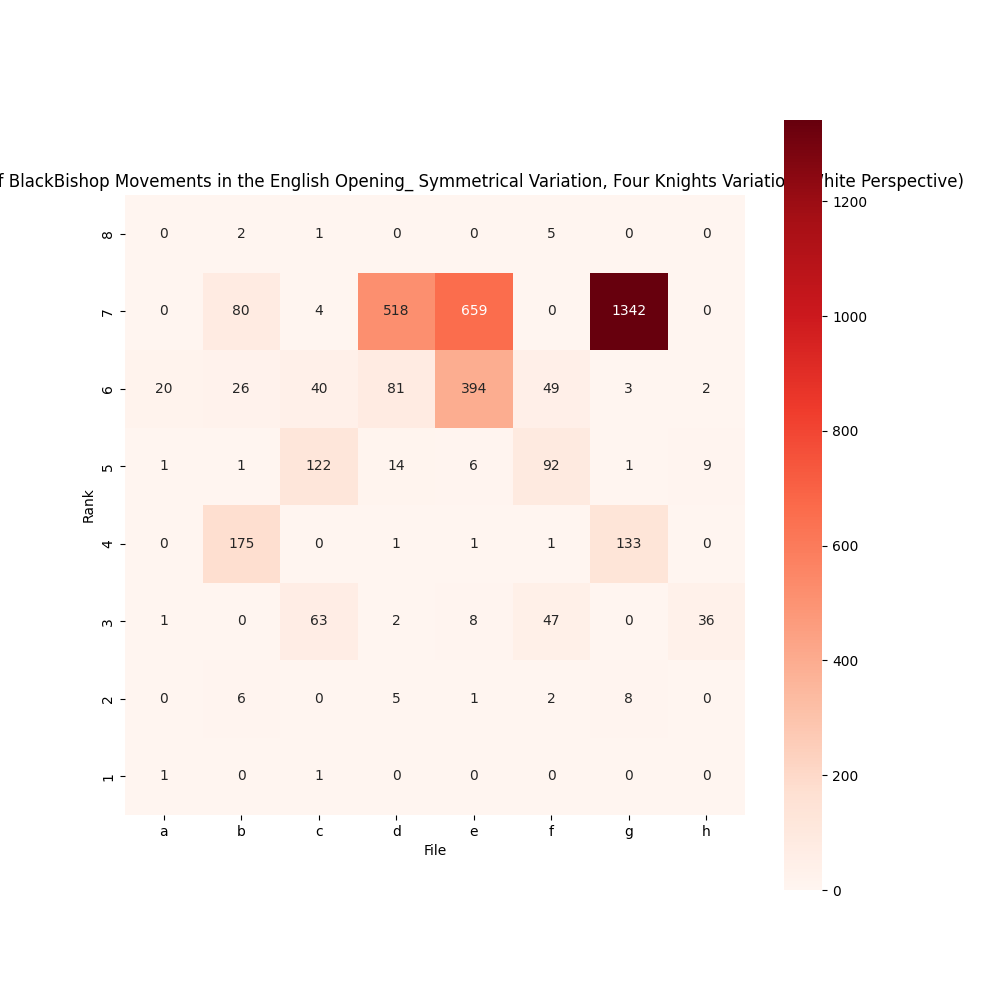 f BlackBishop Movements in the English Opening_ Symmetrical Variation, Four Knights Variation (White Perspective)
1200
8 0 2 1 0 0 5 0 0
7 0 80 4 518 659 0 1342 0
1000
6 20 26 40 81 394 49 3 2
800
5 1 1 122 14 6 92 1 9
Rank
600
4 0 175 0 1 1 1 133 0
3 1 0 63 2 8 47 0 36
400
2 0 6 0 5 1 2 8 0
200
1 1 0 1 0 0 0 0 0
a b c d e f g h
File
0